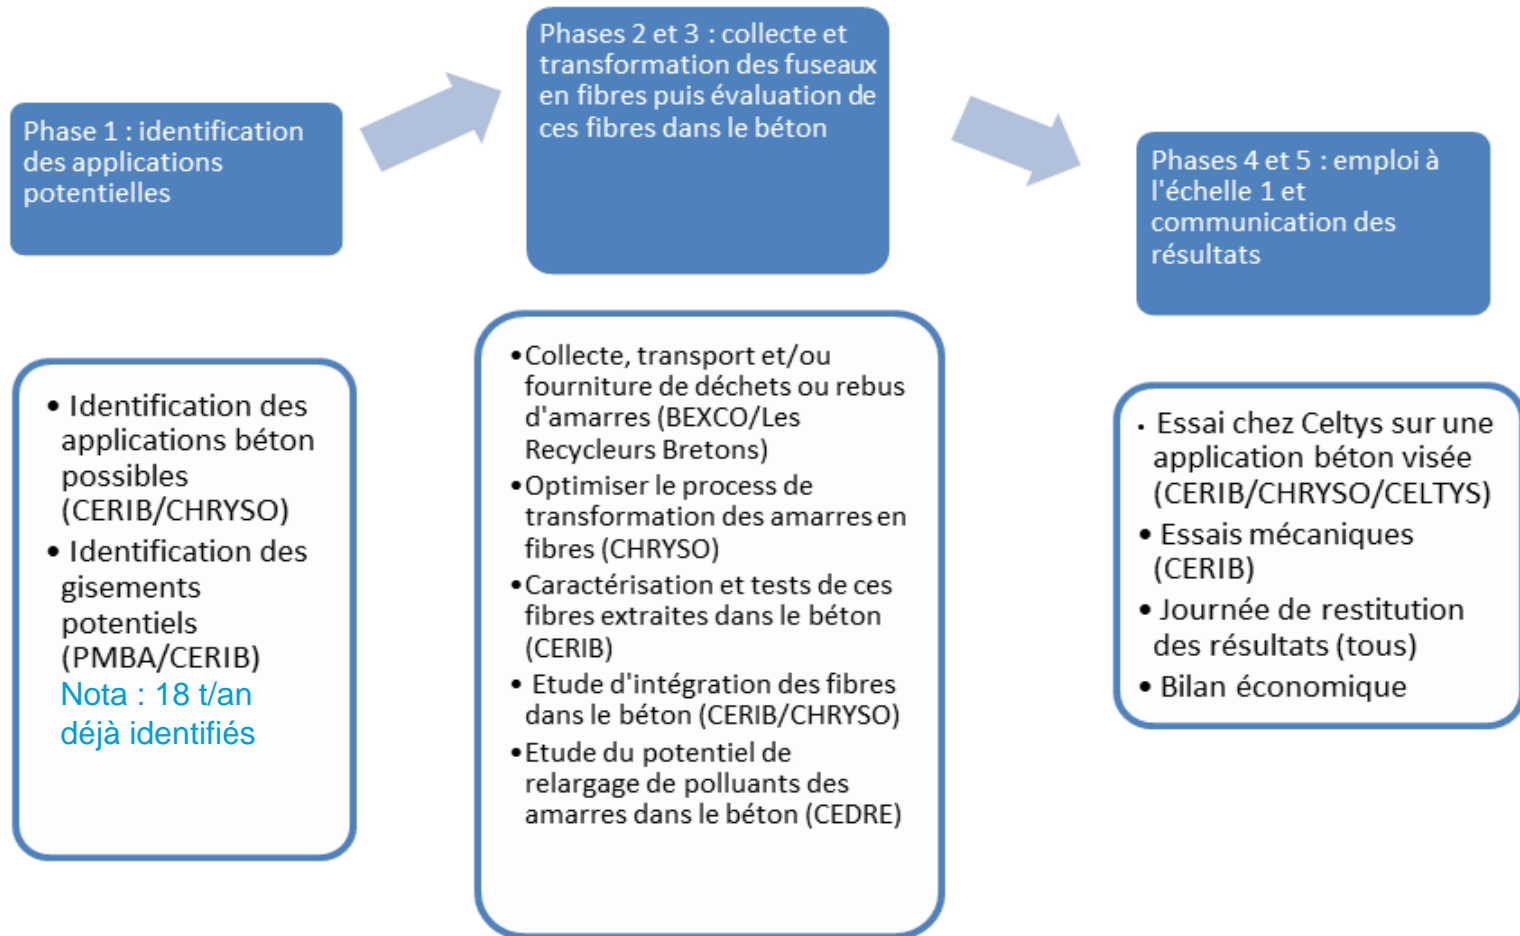 Phase 1 : identification
des applications
potentielles
Phases 2 et 3 : collecte et
transformation des fuseaux
en fibres puis évaluation de
ces fibres dans le béton
Phases 4 et 5 : emploi à
l'échelle 1 et
communication des
résultats
• Identification des
applications béton
possibles
(CERIB/CHRYSO)
• Identification des
gisements
potentiels
(PMBA/CERIB)
Nota : 18 t/an
déjà identifiés
•Collecte, transport et/ou
fourniture de déchets ou rebus
d'amarres (BEXCO/Les
Recycleurs Bretons)
•Optimiser le process de
transformation des amarres en
fibres (CHRYSO)
•Caractérisation et tests de ces
fibres extraites dans le béton
(CERIB)
• Etude d'intégration des fibres
dans le béton (CERIB/CHRYSO)
•Etude du potentiel de
relargage de polluants des
amarres dans le béton (CEDRE)
• Essai chez Celtys sur une
application béton visée
(CERIB/CHRYSO/CELTYS)
• Essais mécaniques
(CERIB)
• Journée de restitution
des résultats (tous)
• Bilan économique